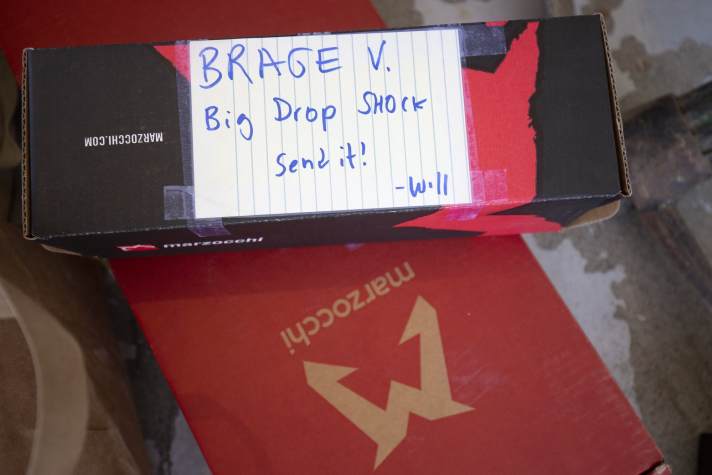 BRAGE V.
Big Drop SHOCK
Send it!
-Will
MARZOCCHI.COM
marzocchi
marzocchi